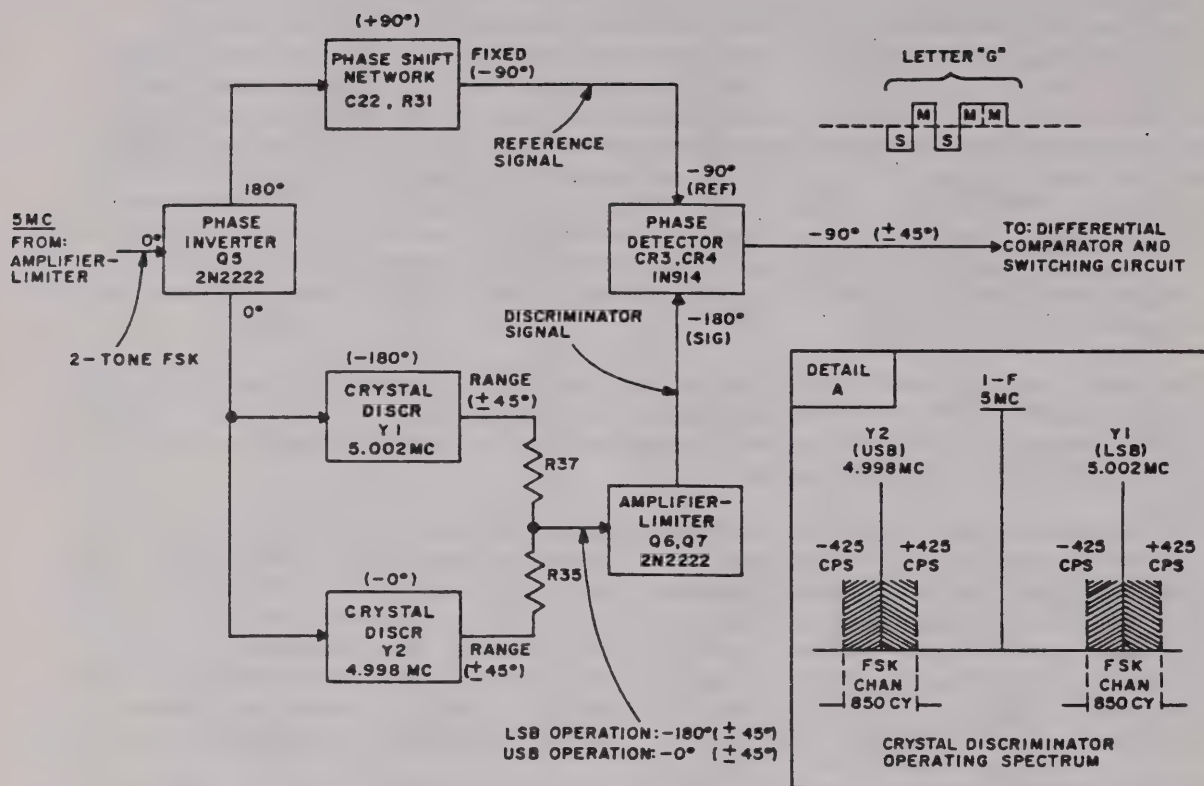 (+90°)
PHASE SHIFT
NETWORK
C22, R31
FIXED
(-90°)
REFERENCE
SIGNAL
LETTER "G"
S
M
S
M
M
180°
5MC
FROM:
AMPLIFIER-
LIMITER
0°
2-TONE FSK
PHASE
INVERTER
Q5
2N2222
0°
-90°
(REF)
PHASE
DETECTOR
CR3, CR4
1N914
-90° (±45°)
TO: DIFFERENTIAL
COMPARATOR AND
SWITCHING CIRCUIT
DISCRIMINATOR
SIGNAL
-180°
(SIG)
(-180°)
CRYSTAL
DISCR
Y1
5.002MC
RANGE
(±45°)
R37
R35
AMPLIFIER-
LIMITER
Q6,Q7
2N2222
(-0°)
CRYSTAL
DISCR
Y2
4.998 MC
RANGE
(±45°)
LSB OPERATION:-180°(±45°)
USB OPERATION:-0° (±45°)
DETAIL
A
I-F
5MC
Y2
(USB)
4.998MC
Y1
(LSB)
5.002MC
-425
CPS
+425
CPS
-425
CPS
+425
CPS
FSK
CHAN
850CY
FSK
CHAN
850CY
CRYSTAL DISCRIMINATOR
OPERATING SPECTRUM